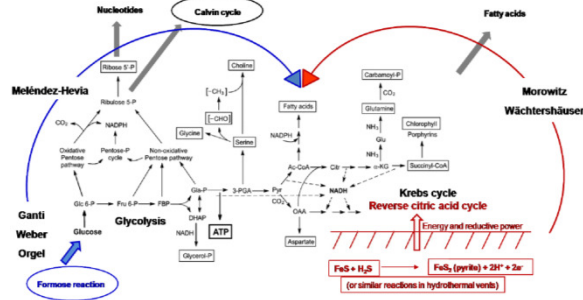 Nucleotides
Calvin cycle
Fatty acids
Ribose 5'-P
Choline
Carbamoyl-P
Meléndez-Hevia
Morowitz
Wächtershäuser
Ribulose 5-P
[-CH₃]
CO₂
Fatty acids
Glutamine
CO₂
NADPH
[-CHO]
NH₃
Chlorophyll
Porphyrins
Glycine
Serine
NADPH
Glu
NH₃
Oxidative
Pentose
pathway
Pentose-P
cycle
Non-oxidative
Pentose pathway
Ac-CoA
Citr
α-KG
Succinyl-CoA
Glc 6-P
Fru 6-P
FBP
Gla-P
3-PGA
Pyr
CO₂
NADH
Krebs cycle
Reverse citric acid cycle
Ganti
Weber
Orgel
Glucose
Glycolysis
DHAP
NADH
ATP
OAA
Energy and reductive power
Glycerol-P
Aspartate
Formose reaction
FeS + H₂S
FeS₂ (pyrite) + 2H⁺ + 2e⁻
(or similar reactions in hydrothermal vents)